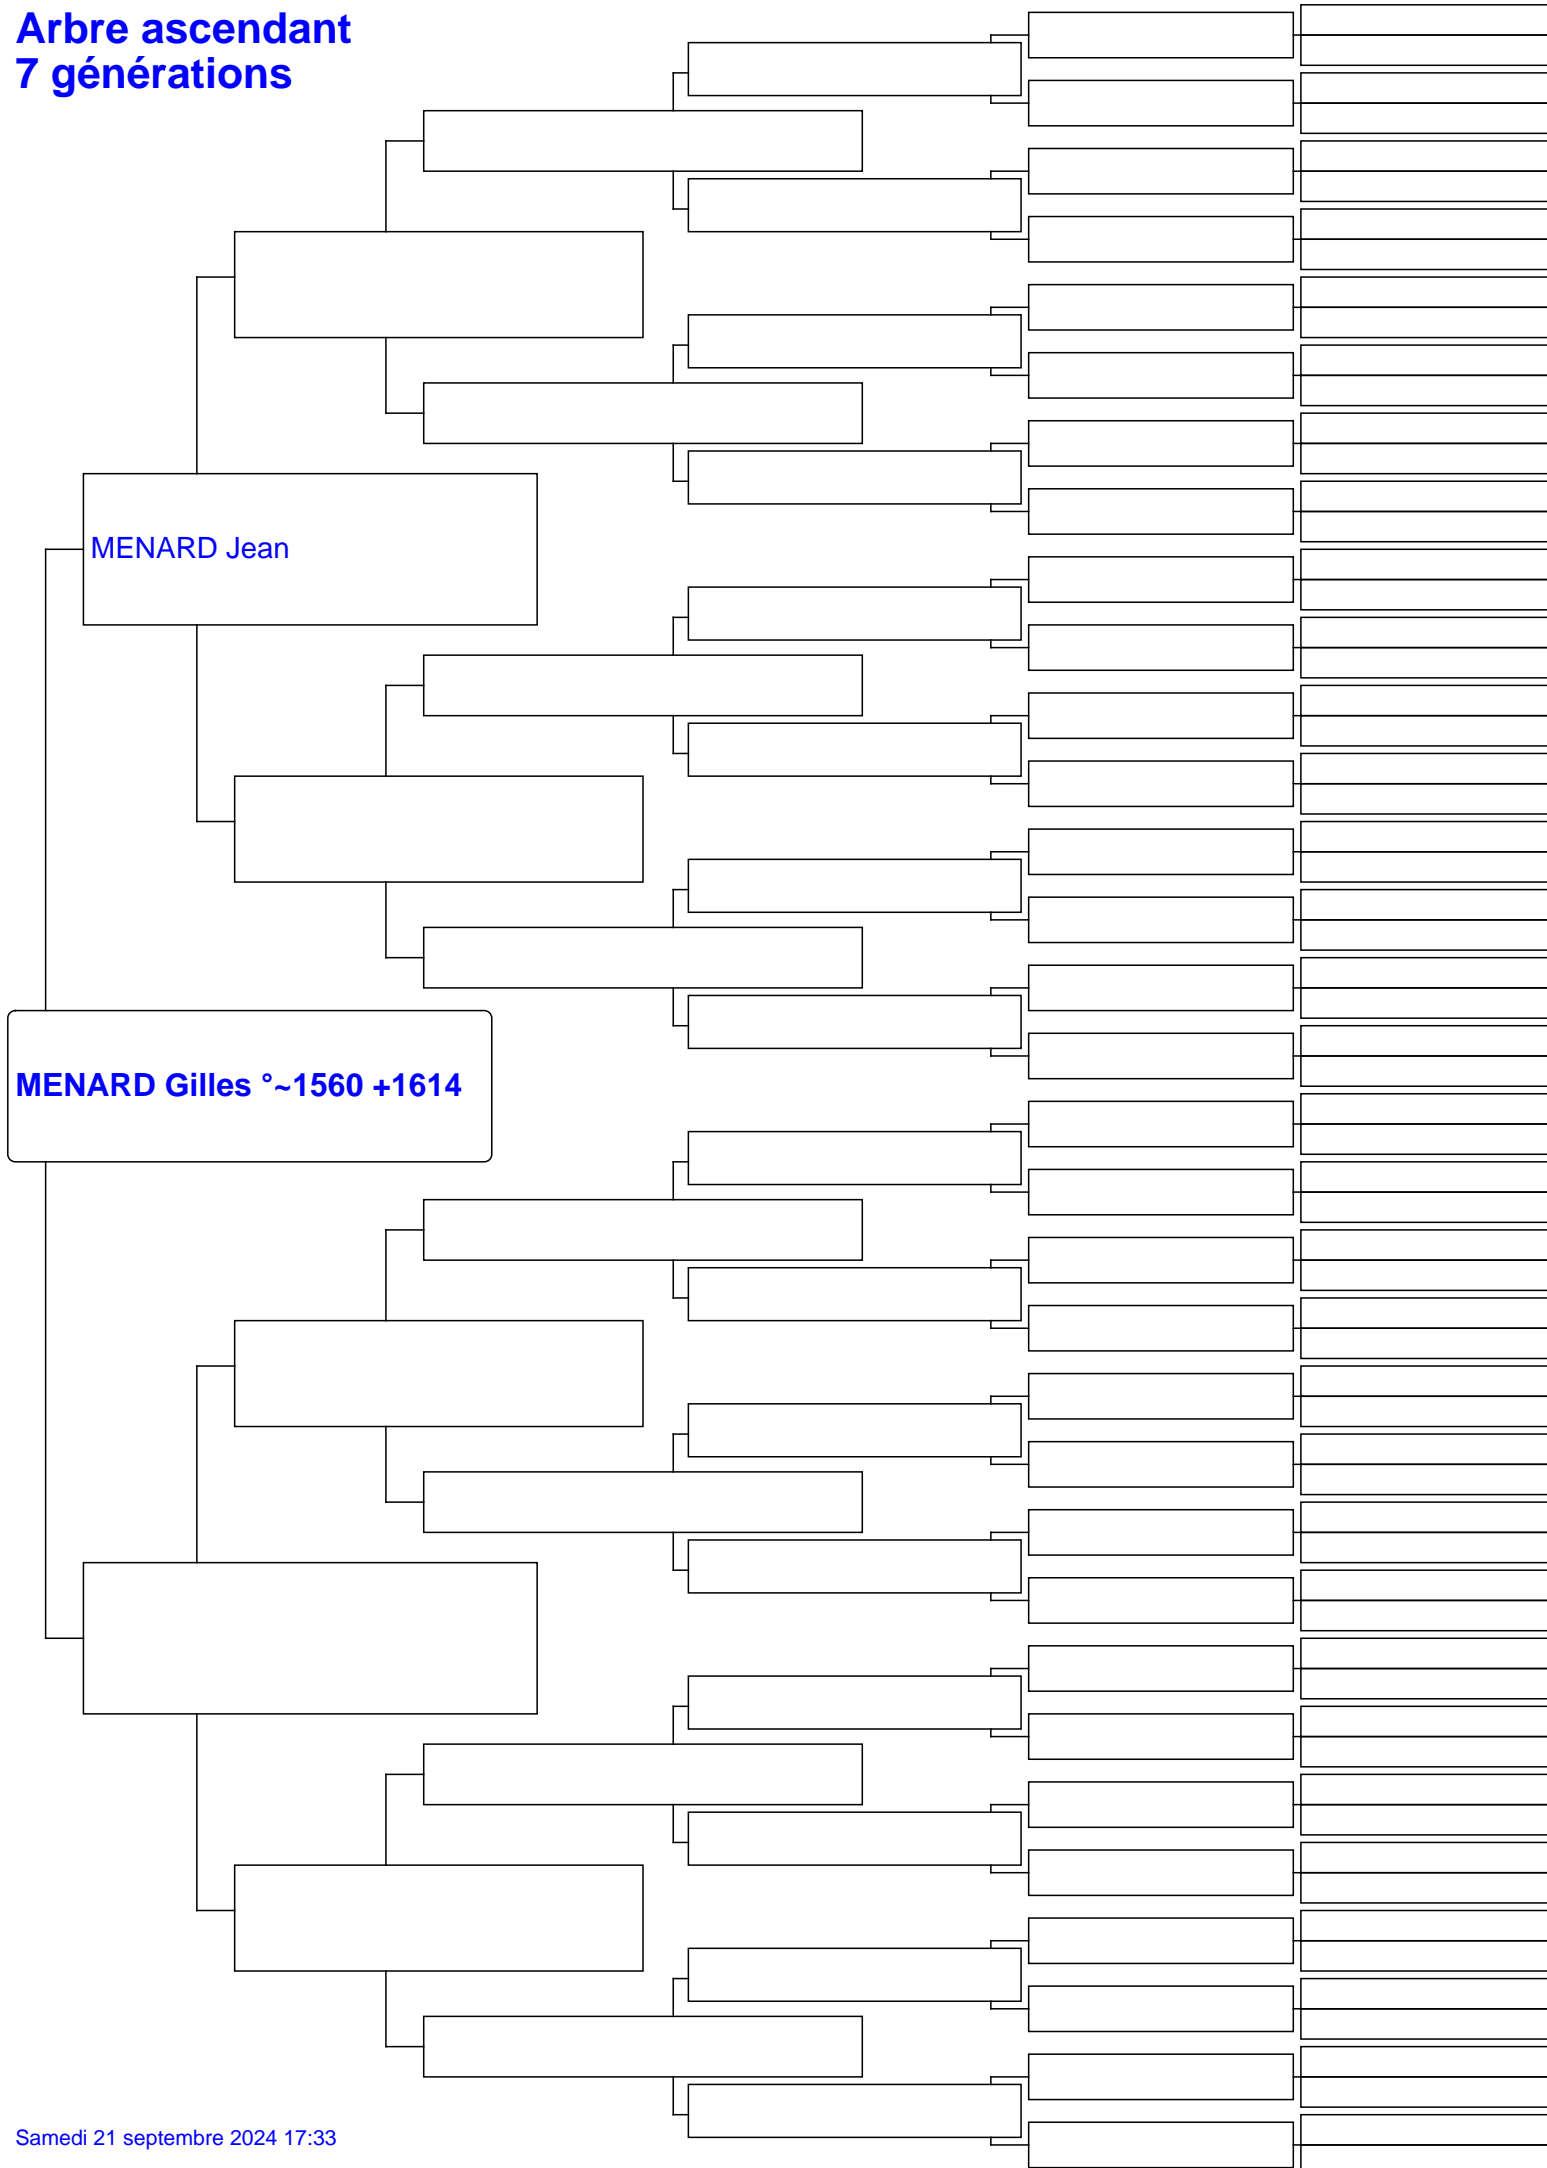 Arbre ascendant
7 générations
MENARD Jean
MENARD Gilles °~1560 +1614
Samedi 21 septembre 2024 17:33